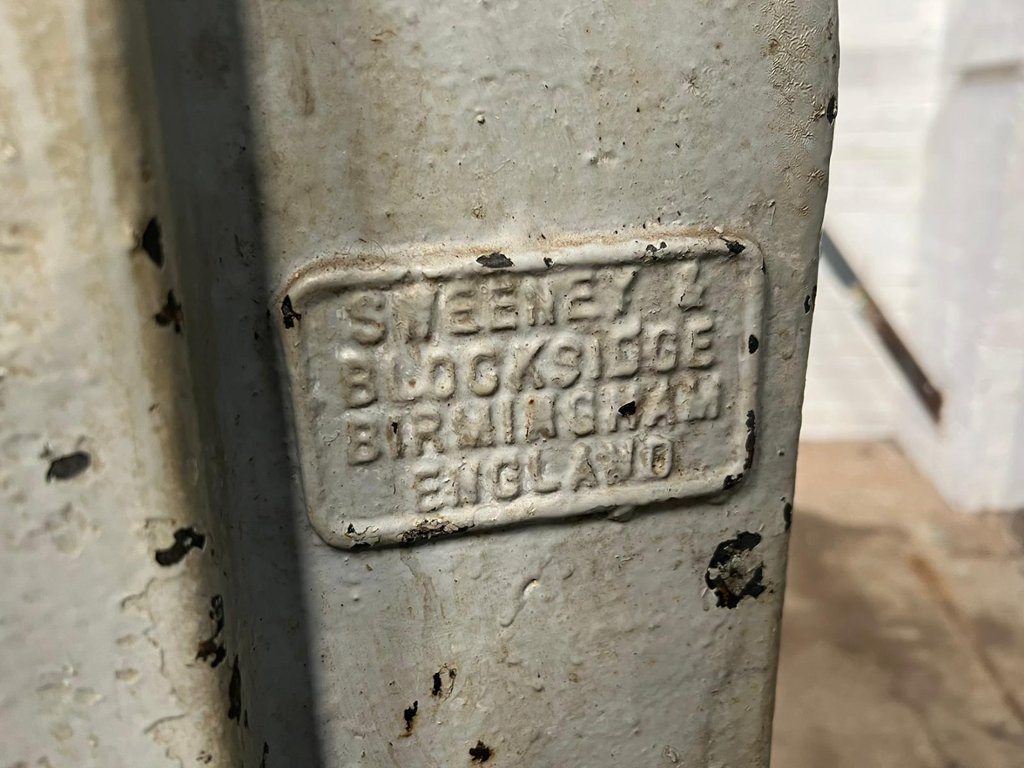 SWEENEY &
BLOCKSIDGE
BIRMINGHAM
ENGLAND